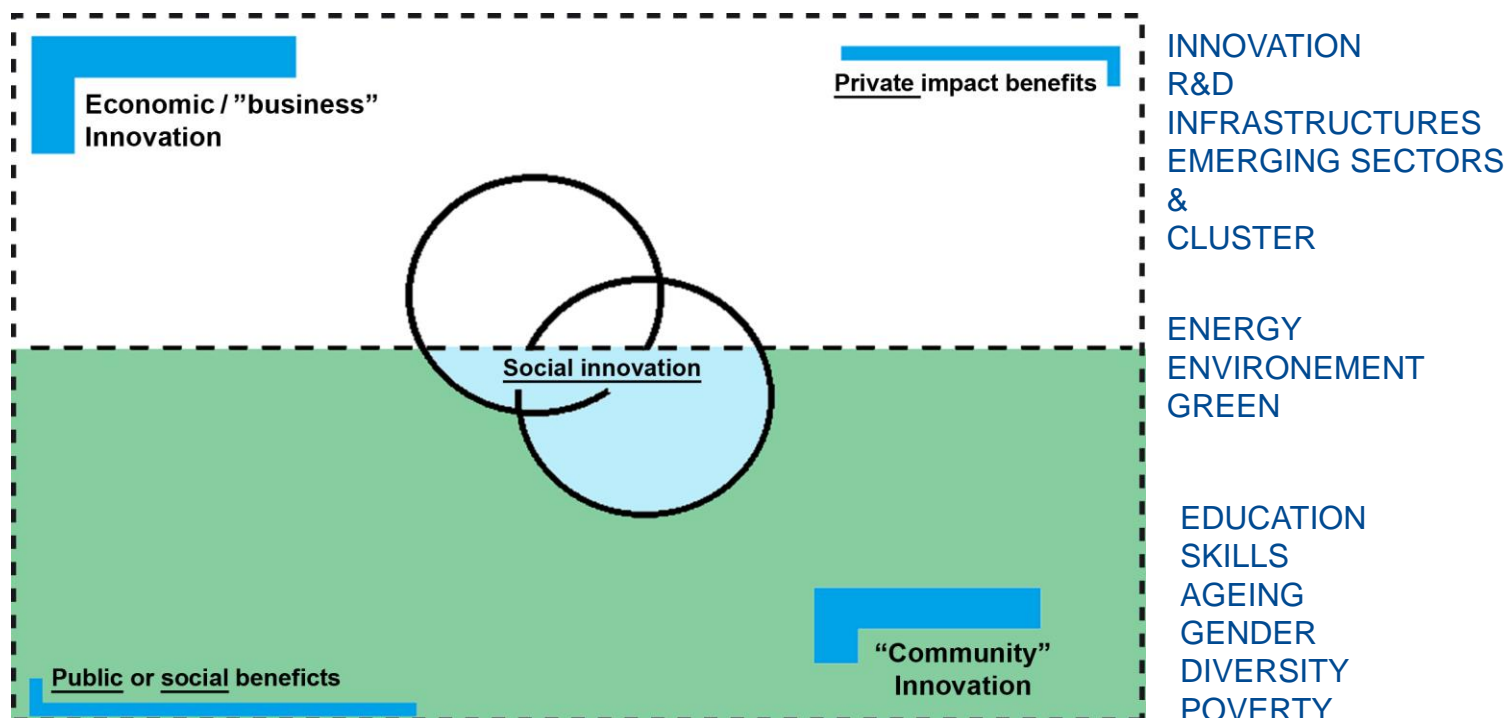 Economic / ”business”
Innovation
Private impact benefits
Social innovation
“Community”
Innovation
Public or social beneficts
INNOVATION
R&D
INFRASTRUCTURES
EMERGING SECTORS
&
CLUSTER
ENERGY
ENVIRONEMENT
GREEN
EDUCATION
SKILLS
AGEING
GENDER
DIVERSITY
POVERTY